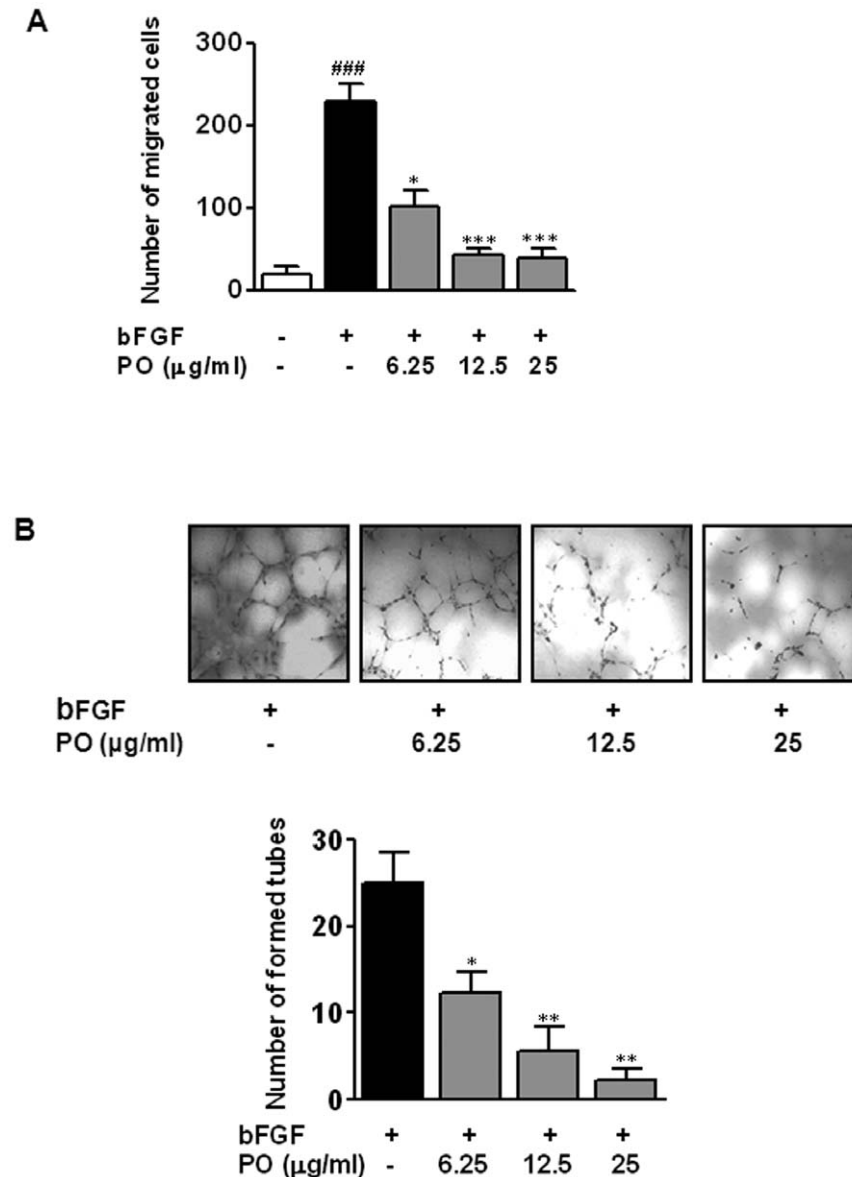 A
Number of migrated cells
300
200
100
0
###
*
***
***
bFGF - + + + +
PO (μg/ml) - - 6.25 12.5 25
B
bFGF + + + +
PO (μg/ml) - 6.25 12.5 25
Number of formed tubes
30
20
10
0
*
**
**
bFGF + + + +
PO (μg/ml) - 6.25 12.5 25